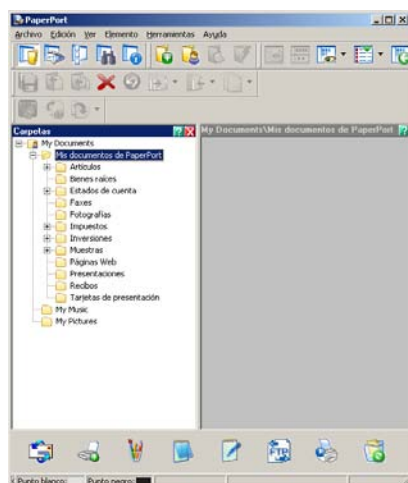 PaperPort
Archivo Edición Ver Elemento Herramientas Ayuda
Carpetas
My Documents\Mis documentos de PaperPort
My Documents
Mis documentos de PaperPort
Artículos
Bienes raíces
Estados de cuenta
Faxes
Fotografías
Impuestos
Inversiones
Muestras
Páginas Web
Presentaciones
Recibos
Tarjetas de presentación
My Music
My Pictures
FTP
Punto blanco: Punto negro: